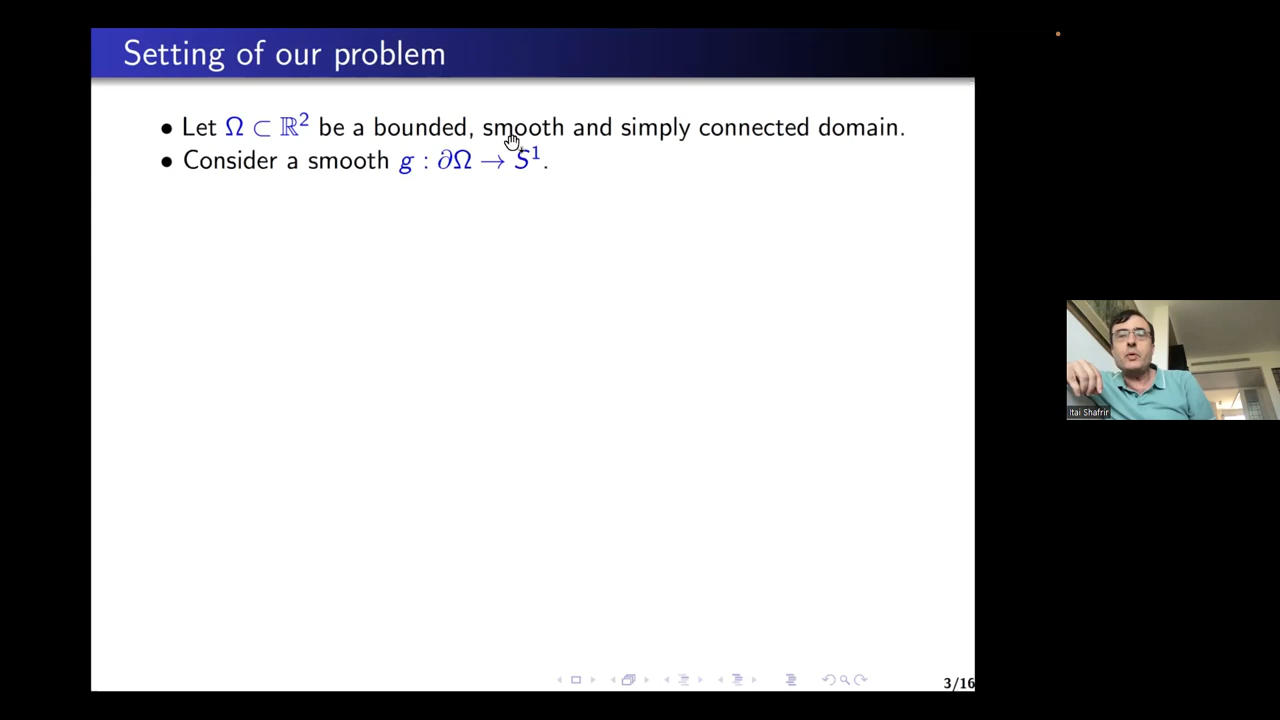 Setting of our problem
• Let Ω ⊂ ℝ² be a bounded, smooth and simply connected domain.
• Consider a smooth g : ∂Ω → S¹.
Itai Shafrir
3/16